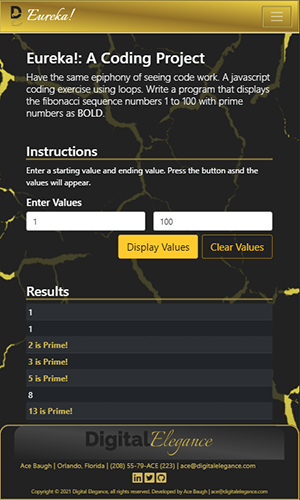 Eureka!
Eureka!: A Coding Project
Have the same epiphany of seeing code work. A javascript
coding exercise using loops. Write a program that displays
the fibonacci sequence numbers 1 to 100 with prime
numbers as BOLD.
Instructions
Enter a starting value and ending value. Press the button asnd the
values will appear.
Enter Values
1
100
Display Values
Clear Values
Results
1
1
2 is Prime!
3 is Prime!
5 is Prime!
8
13 is Prime!
Digital Elegance
Ace Baugh | Orlando, Florida | (208) 55-79-ACE (223) | ace@digitalelegance.com
Copyright © 2021 Digital Elegance, all rights reserved. Developed by Ace Baugh | ace@digitalelegance.com